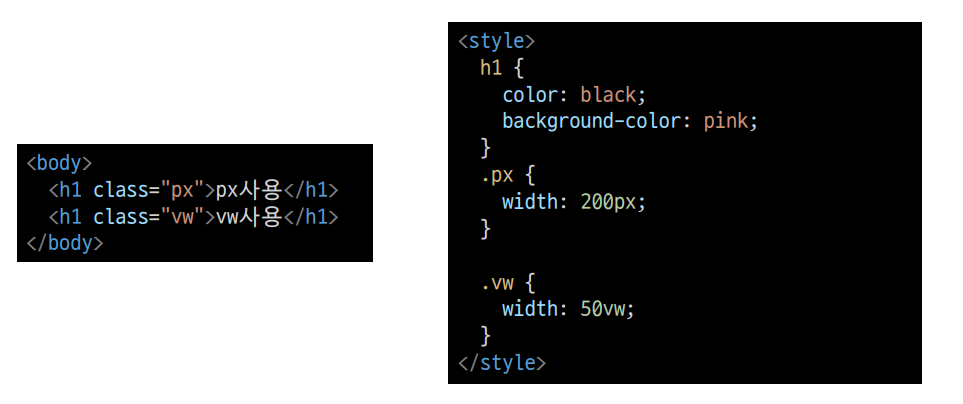 <body>
  <h1 class="px">px사용</h1>
  <h1 class="vw">vw사용</h1>
</body>
<style>
  h1 {
    color: black;
    background-color: pink;
  }
  .px {
    width: 200px;
  }

  .vw {
    width: 50vw;
  }
</style>